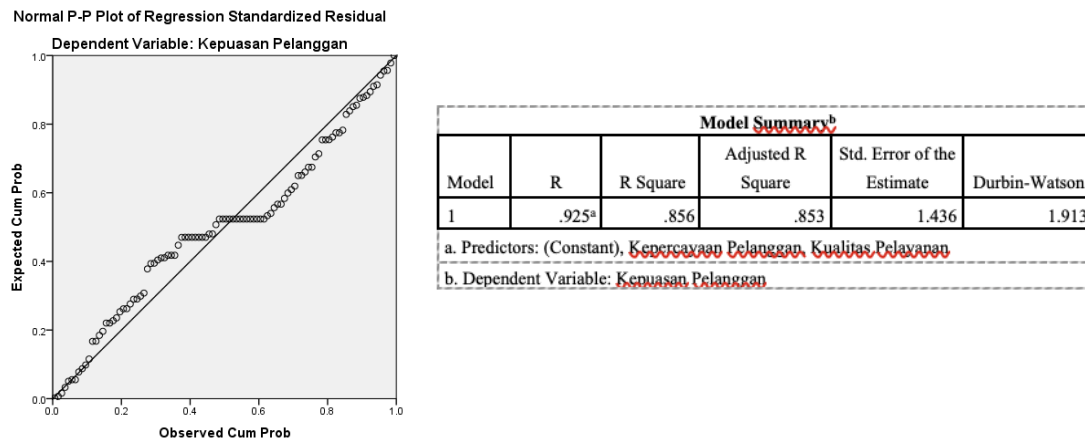 Normal P-P Plot of Regression Standardized Residual
Dependent Variable: Kepuasan Pelanggan
1.0
0.8
0.6
0.4
0.2
0.0
Expected Cum Prob
0.0 0.2 0.4 0.6 0.8 1.0
Observed Cum Prob
Model Summaryb
Model R R Square Adjusted R Square Std. Error of the Estimate Durbin-Watson
1 .925a .856 .853 1.436 1.913
a. Predictors: (Constant), Kepercayaan Pelanggan, Kualitas Pelayanan
b. Dependent Variable: Kepuasan Pelanggan